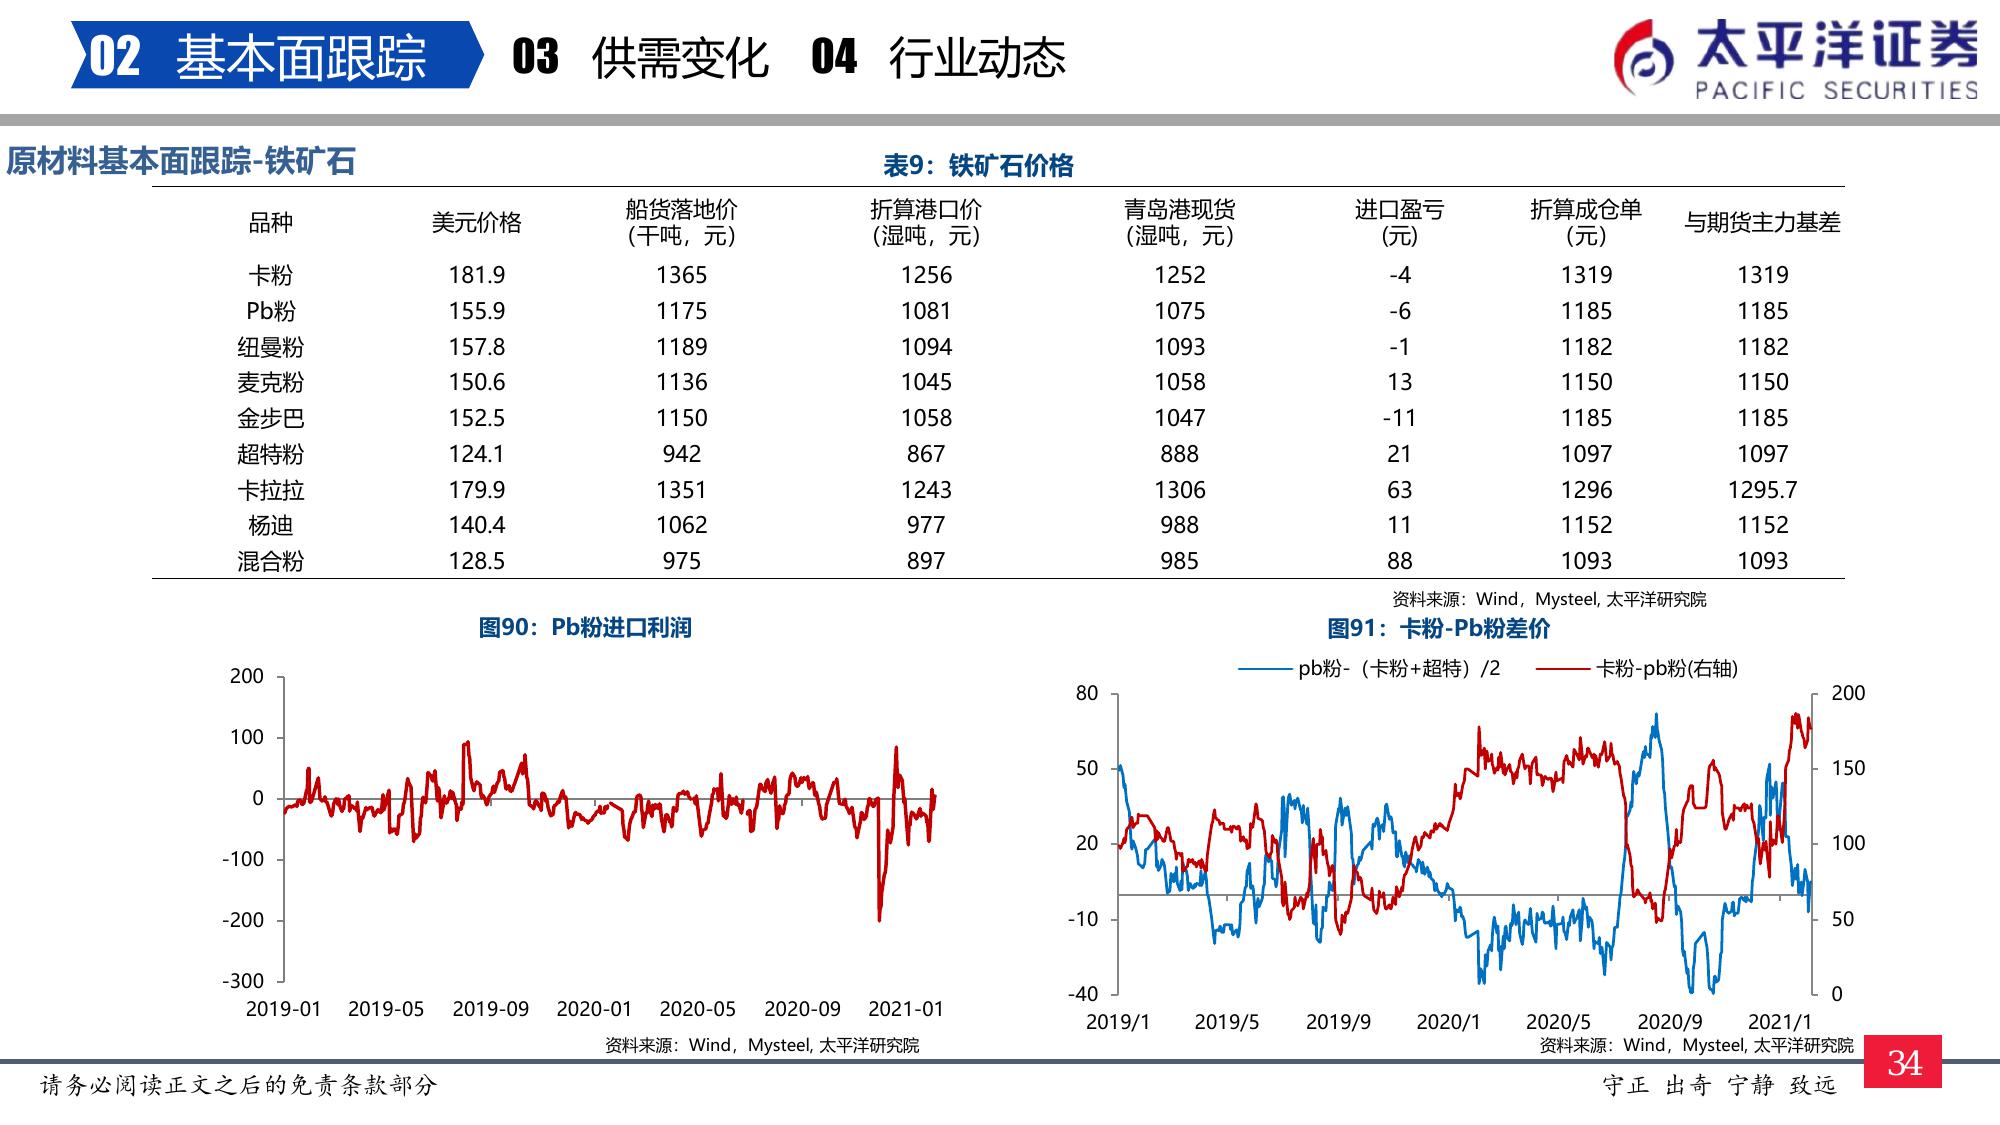 02 基本面跟踪 03 供需变化 04 行业动态
太平洋证券
PACIFIC SECURITIES
原材料基本面跟踪-铁矿石
表9：铁矿石价格
品种 美元价格 船货落地价（干吨，元） 折算港口价（湿吨，元） 青岛港现货（湿吨，元） 进口盈亏（元） 折算成仓单（元） 与期货主力基差
卡粉 181.9 1365 1256 1252 -4 1319 1319
Pb粉 155.9 1175 1081 1075 -6 1185 1185
纽曼粉 157.8 1189 1094 1093 -1 1182 1182
麦克粉 150.6 1136 1045 1058 13 1150 1150
金步巴 152.5 1150 1058 1047 -11 1185 1185
超特粉 124.1 942 867 888 21 1097 1097
卡拉拉 179.9 1351 1243 1306 63 1296 1295.7
杨迪 140.4 1062 977 988 11 1152 1152
混合粉 128.5 975 897 985 88 1093 1093
资料来源：Wind，Mysteel, 太平洋研究院
图90：Pb粉进口利润
200
100
0
-100
-200
-300
2019-01 2019-05 2019-09 2020-01 2020-05 2020-09 2021-01
资料来源：Wind，Mysteel, 太平洋研究院
图91：卡粉-Pb粉差价
pb粉-（卡粉+超特）/2 卡粉-pb粉(右轴)
80 200
50 150
20 100
-10 50
-40 0
2019/1 2019/5 2019/9 2020/1 2020/5 2020/9 2021/1
资料来源：Wind，Mysteel, 太平洋研究院
34
请务必阅读正文之后的免责条款部分
守正 出奇 宁静 致远